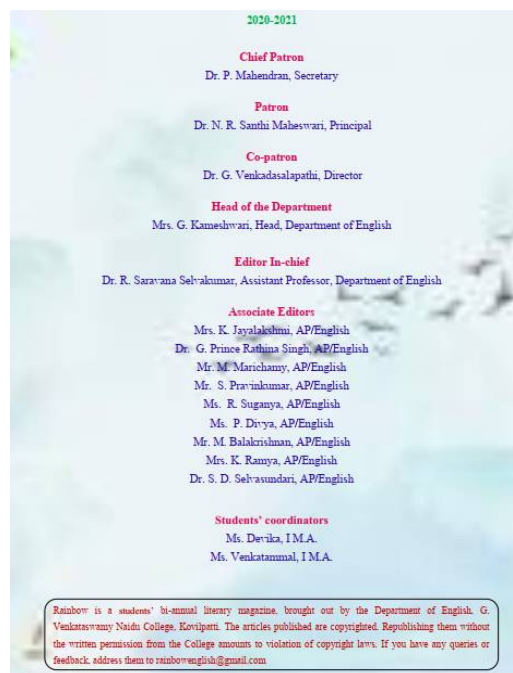 2020-2021
Chief Patron
Dr. P. Mahendran, Secretary
Patron
Dr. N. R. Santhi Maheswari, Principal
Co-patron
Dr. G. Venkadasalapathi, Director
Head of the Department
Mrs. G. Kameshwari, Head, Department of English
Editor In-chief
Dr. R. Saravana Selvakumar, Assistant Professor, Department of English
Associate Editors
Mrs. K. Jayalakshmi, AP/English
Dr. G. Prince Rathina Singh, AP/English
Mr. M. Marichamy, AP/English
Mr. S. Pravinkumar, AP/English
Ms. R. Suganya, AP/English
Ms. P. Divya, AP/English
Mr. M. Balakrishnan, AP/English
Mrs. K. Ramya, AP/English
Dr. S. D. Selvasundari, AP/English
Students' coordinators
Ms. Devika, I M.A.
Ms. Venkatammal, I M.A.
Rainbow is a students' bi-annual literary magazine, brought out by the Department of English, G.
Venkataswamy Naidu College, Kovilpatti. The articles published are copyrighted. Republishing them without
the written permission from the College amounts to violation of copyright laws. If you have any queries or
feedback, address them to rainbowenglish@gmail.com